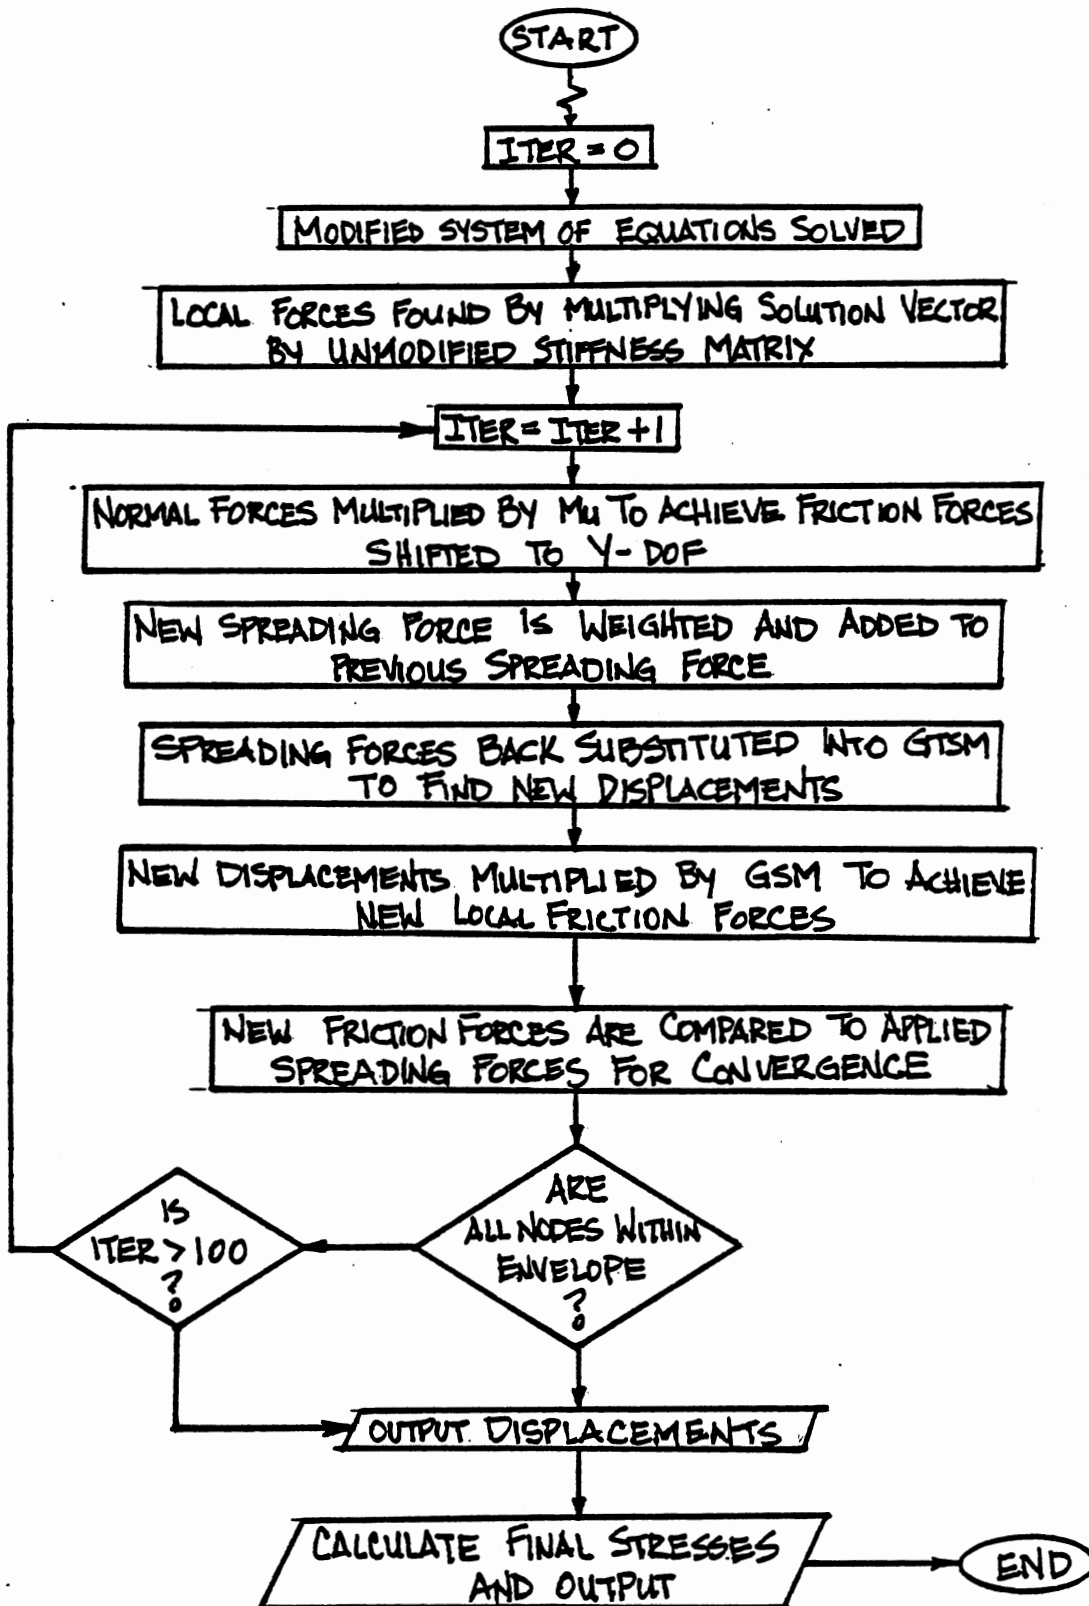 START
ITER = 0
MODIFIED SYSTEM OF EQUATIONS SOLVED
LOCAL FORCES FOUND BY MULTIPLYING SOLUTION VECTOR
BY UNMODIFIED STIFFNESS MATRIX
ITER = ITER + 1
NORMAL FORCES MULTIPLIED BY MU TO ACHIEVE FRICTION FORCES
SHIFTED TO Y-DOF
NEW SPREADING FORCE IS WEIGHTED AND ADDED TO
PREVIOUS SPREADING FORCE
SPREADING FORCES BACK SUBSTITUTED INTO GTSM
TO FIND NEW DISPLACEMENTS
NEW DISPLACEMENTS MULTIPLIED BY GSM TO ACHIEVE
NEW LOCAL FRICTION FORCES
NEW FRICTION FORCES ARE COMPARED TO APPLIED
SPREADING FORCES FOR CONVERGENCE
ARE
ALL NODES WITHIN
ENVELOPE
?
IS
ITER > 100
?
OUTPUT DISPLACEMENTS
CALCULATE FINAL STRESSES
AND OUTPUT
END